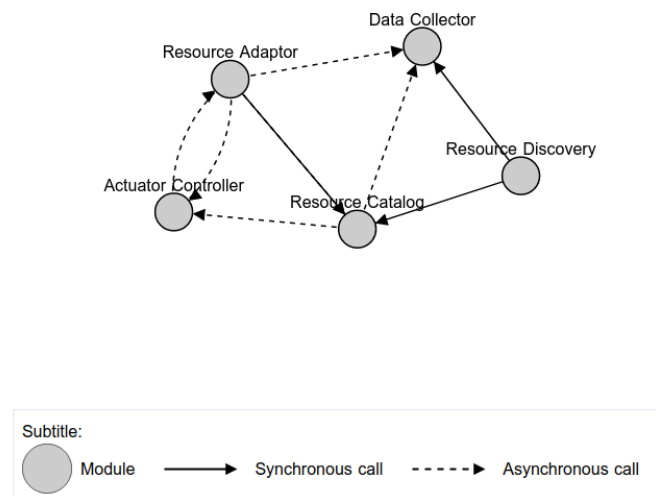 Data Collector
Resource Adaptor
Resource Discovery
Actuator Controller
Resource Catalog
Subtitle:
Module
Synchronous call
Asynchronous call